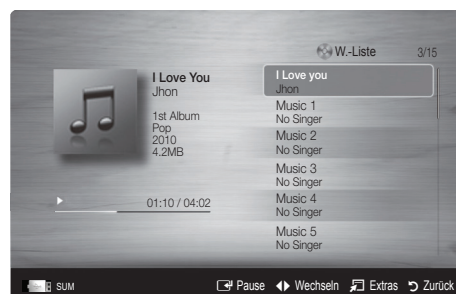 W.-Liste 3/15
I Love You
Jhon
1st Album
Pop
2010
4.2MB
01:10 / 04:02
I Love you
Jhon
Music 1
No Singer
Music 2
No Singer
Music 3
No Singer
Music 4
No Singer
Music 5
No Singer
SUM Pause Wechseln Extras Zurück